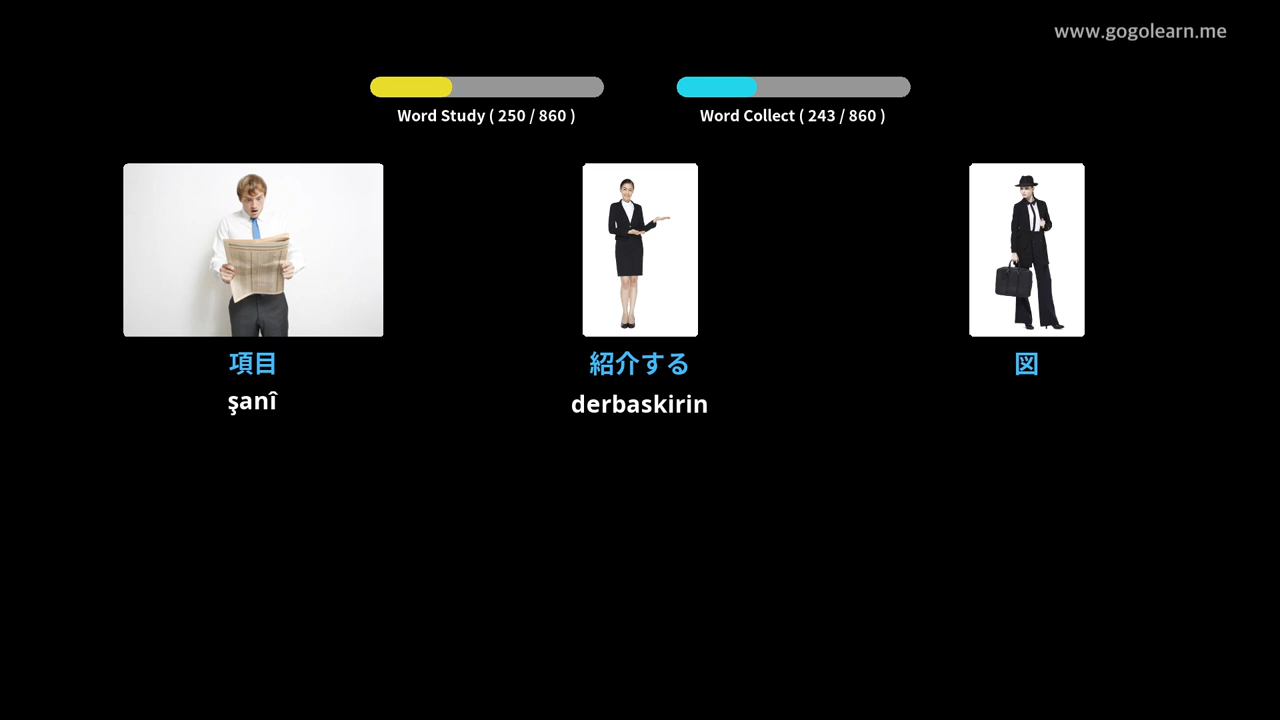 www.gogolearn.me
Word Study ( 250 / 860 )
Word Collect ( 243 / 860 )
項目
紹介する
図
şanî
derbaskirin